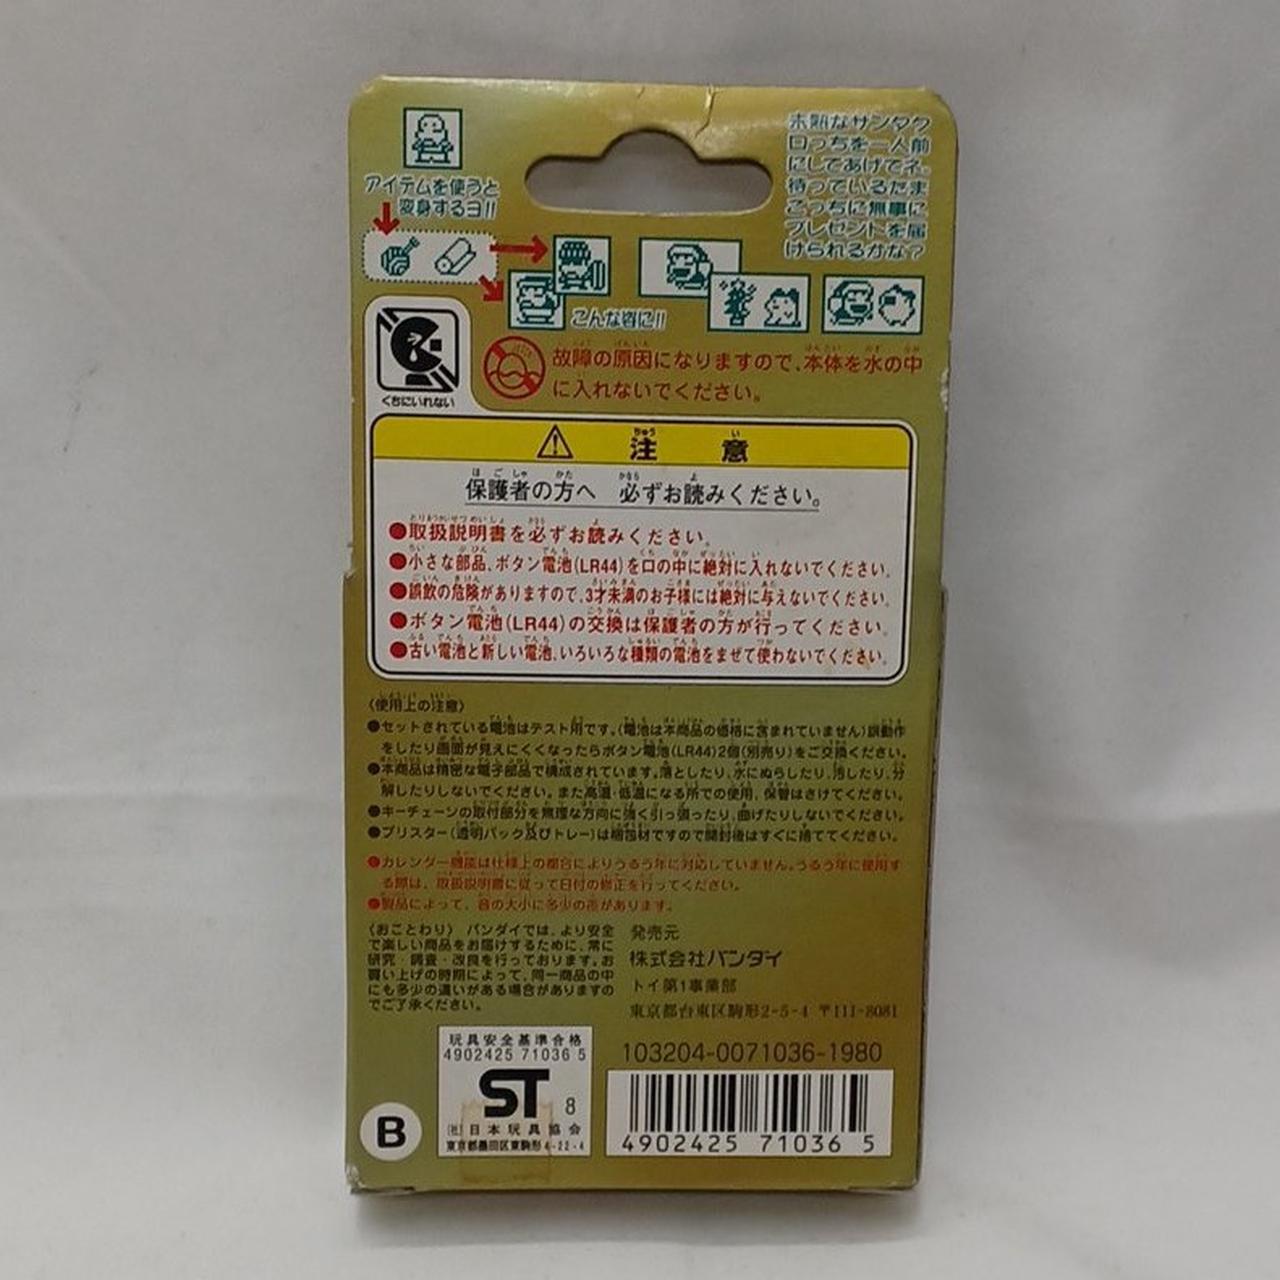 アイテムを使うと
変身するヨ!!
こんな姿に!!
未熟なサンタク
ロっちを一人前
にしてあげてネ。
待っているたま
ごっちに無事に
プレゼントを届
けられるかな?
くちにいれない
故障の原因になりますので、本体を水の中
に入れないでください。
注意
保護者の方へ 必ずお読みください。
●取扱説明書を必ずお読みください。
●小さな部品、ボタン電池(LR44)を口の中に絶対に入れないでください。
●誤飲の危険がありますので、3才未満のお子様には絶対に与えないでください。
●ボタン電池(LR44)の交換は保護者の方が行ってください。
●古い電池と新しい電池、いろいろな種類の電池をまぜて使わないでください。
〈使用上の注意〉
●セットされている電池はテスト用です。(電池は本商品の価格に含まれていません)誤動作
をしたり画面が見えにくくなったらボタン電池(LR44)2個(別売り)をご交換ください。
●本商品は精密な電子部品で構成されています。落としたり、水にぬらしたり、汚したり、分
解したりしないでください。また高温・低温になる所での使用、保管はさけてください。
●キーチェーンの取付部分を無理な方向に強く引っ張ったり、曲げたりしないでください。
●ブリスター(透明パック及びトレー)は梱包材ですので開封後はすぐに捨ててください。
●カレンダー機能は仕様上の都合によりうるう年に対応していません。うるう年に使用す
る際は、取扱説明書に従って日付の修正を行ってください。
●製品によって、音の大小に多少の差があります。
〈おことわり〉 バンダイでは、より安全
で楽しい商品をお届けするために、常に
研究・調査・改良を行っております。お
買い上げの時期によって、同一商品の中
にも多少の違いがある場合がありますの
でご了承ください。
発売元
株式会社バンダイ
トイ第1事業部
東京都台東区駒形2-5-4 〒111-8081
玩具安全基準合格
4902425 71036 5
ST 8
(社)日本玩具協会
東京都墨田区東駒形4-22-4
B
103204-0071036-1980
4902425 71036 5